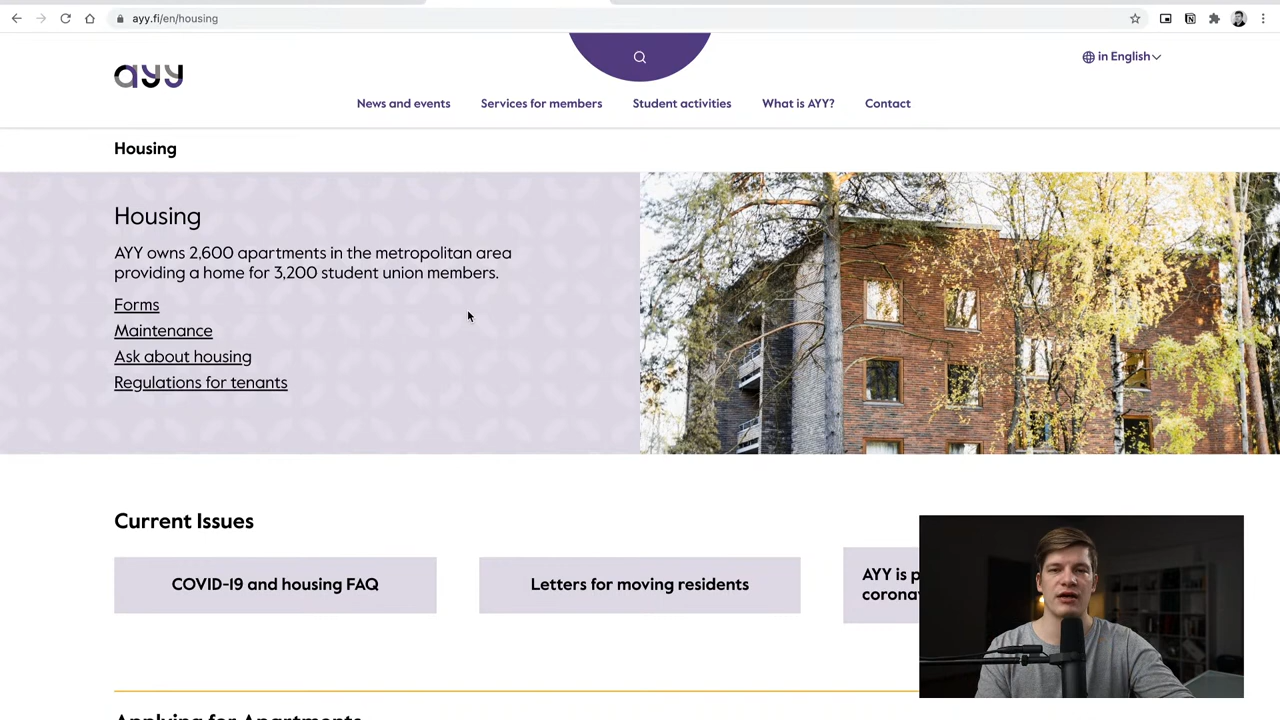 ayy.fi/en/housing
ayy
in English
News and events
Services for members
Student activities
What is AYY?
Contact
Housing
Housing
AYY owns 2,600 apartments in the metropolitan area
providing a home for 3,200 student union members.
Forms
Maintenance
Ask about housing
Regulations for tenants
Current Issues
COVID-19 and housing FAQ
Letters for moving residents
AYY is p
corona
Applying for Apartments